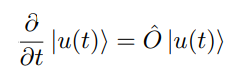 ∂/∂t |u(t)⟩ = Ô |u(t)⟩